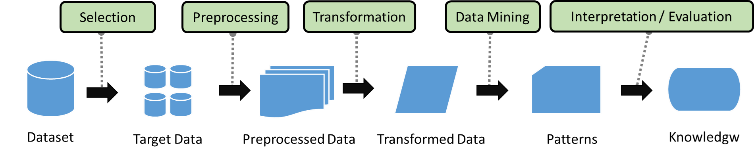 Selection
Preprocessing
Transformation
Data Mining
Interpretation / Evaluation
Dataset
Target Data
Preprocessed Data
Transformed Data
Patterns
Knowledgw